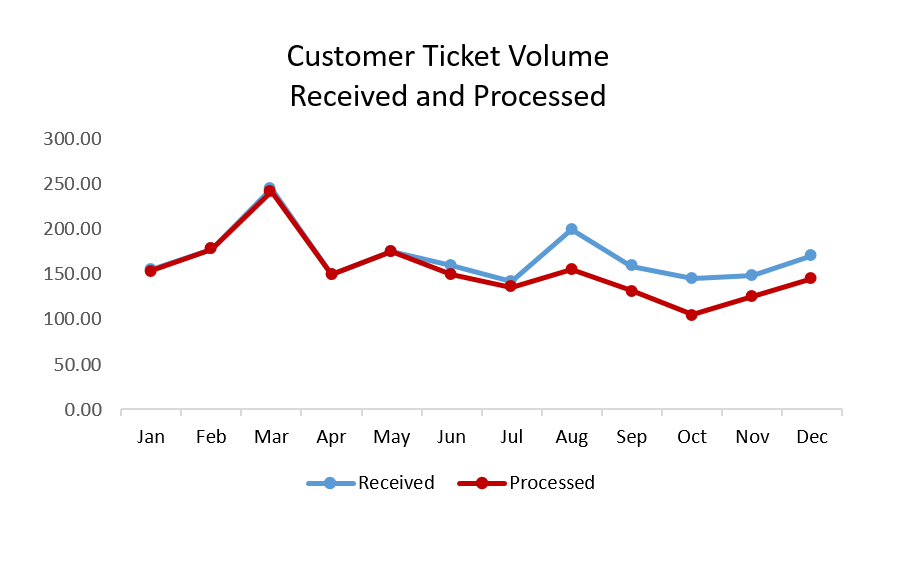 Customer Ticket Volume
Received and Processed
300.00
250.00
200.00
150.00
100.00
50.00
0.00
Jan Feb Mar Apr May Jun Jul Aug Sep Oct Nov Dec
Received Processed